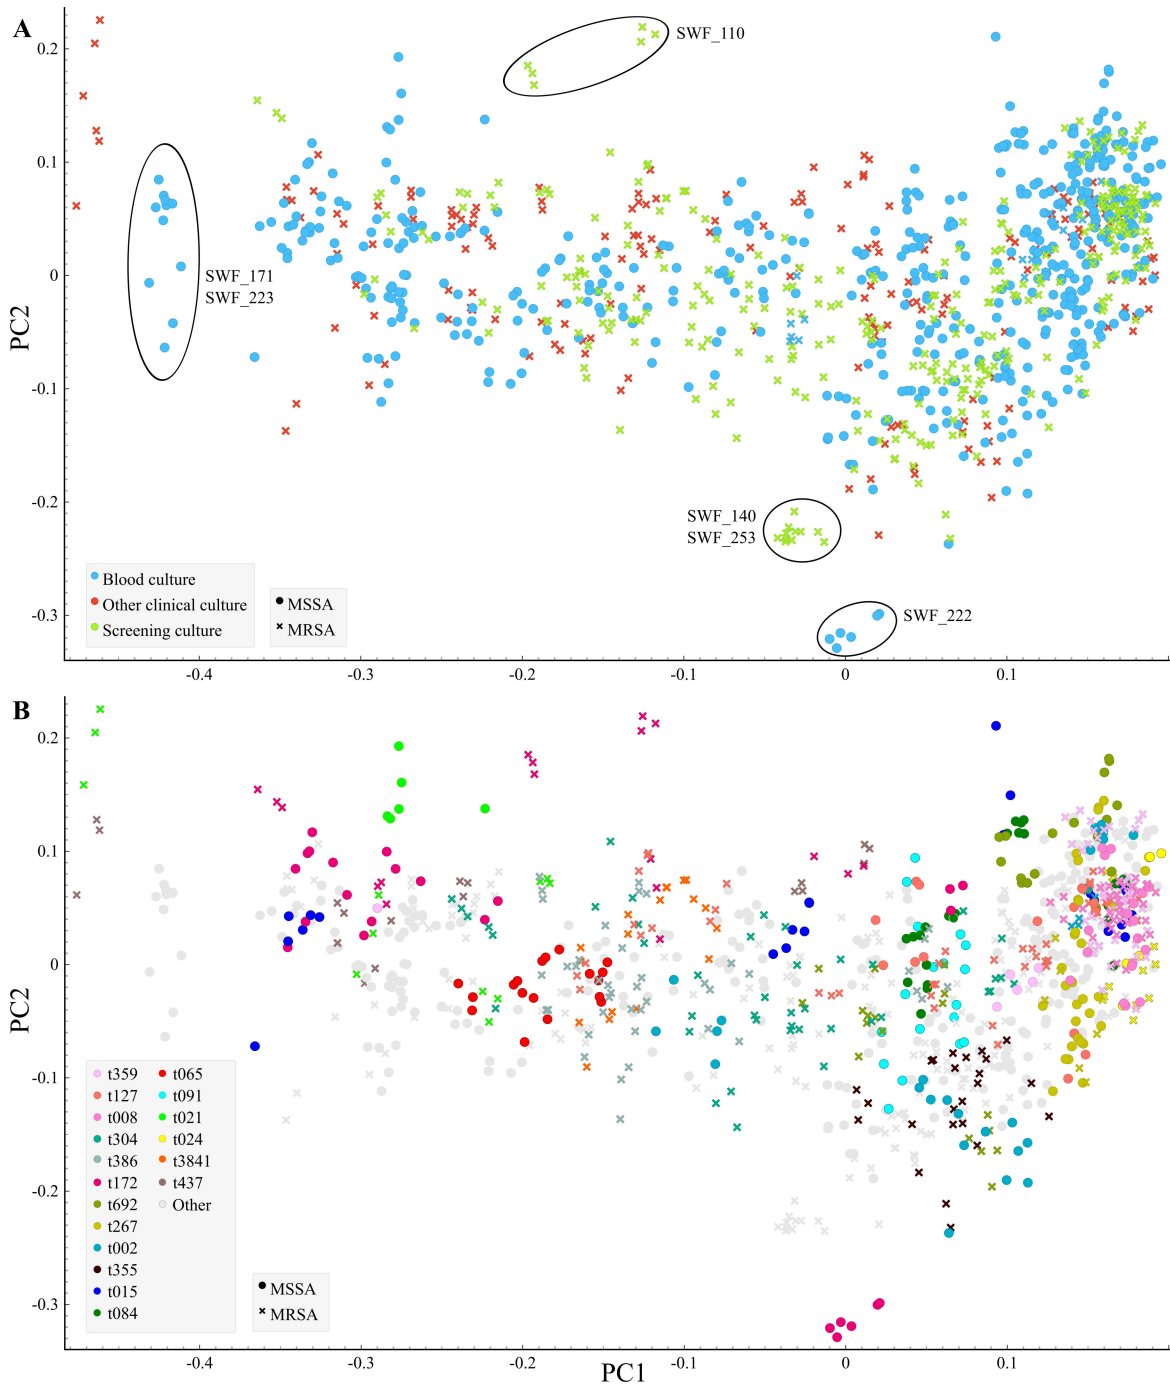 A
0.2
0.1
0
-0.1
-0.2
-0.3
PC2
SWF_110
SWF_171
SWF_223
SWF_140
SWF_253
SWF_222
Blood culture
Other clinical culture
Screening culture
MSSA
MRSA
-0.4
-0.3
-0.2
-0.1
0
0.1
B
0.2
0.1
0
-0.1
-0.2
-0.3
PC2
t359
t127
t008
t304
t386
t172
t692
t267
t002
t355
t015
t084
t065
t091
t021
t024
t3841
t437
Other
MSSA
MRSA
-0.4
-0.3
-0.2
-0.1
0
0.1
PC1